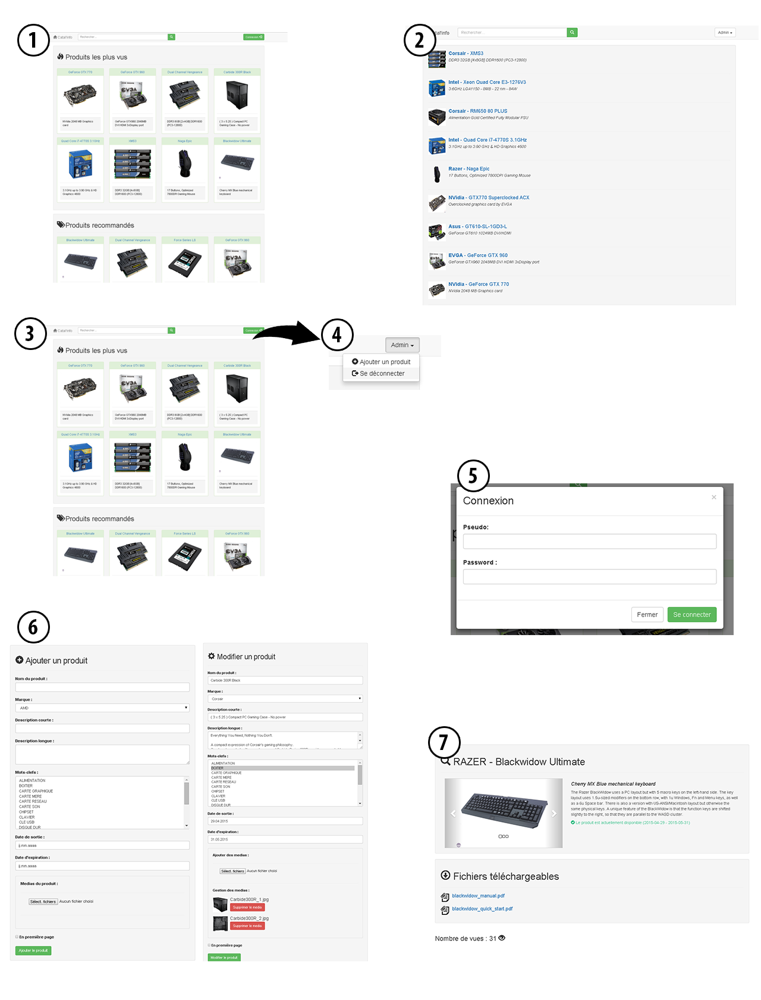 1
Catal'info
Rechercher...
Connexion
Produits les plus vus
GeForce GTX 770
GeForce GTX 960
Dual Channel Vengeance
Carbide 300R Black
NVidia 2048 MB Graphics card
GeForce GTX960 2048MB DVI HDMI 3xDisplay port
DDR3 8GB [2x4GB] DDR1600 (PC3-12800)
( 3 x 5.25 ) Compact PC Gaming Case - No power
Quad Core i7-4770S 3.1GHz
XMS3
Naga Epic
Blackwidow Ultimate
3.1GHz up to 3.90 GHz & HD Graphics 4600
DDR3 32GB [4x8GB] DDR1600 (PC3-12800)
17 Buttons, Optimized 7800DPI Gaming Mouse
Cherry MX Blue mechanical keyboard
Produits recommandés
Blackwidow Ultimate
Dual Channel Vengeance
Force Series LS
GeForce GTX 960
2
Catal'info
Rechercher...
Admin
Corsair - XMS3
DDR3 32GB [4x8GB] DDR1600 (PC3-12800)
Intel - Xeon Quad Core E3-1276V3
3.6GHz LGA1150 - 8MB - 22 nm - 84W
Corsair - RM650 80 PLUS
Alimentation Gold Certified Fully Modular PSU
Intel - Quad Core i7-4770S 3.1GHz
3.1GHz up to 3.90 GHz & HD Graphics 4600
Razer - Naga Epic
17 Buttons, Optimized 7800DPI Gaming Mouse
NVidia - GTX770 Superclocked ACX
Overclocked graphics card by EVGA
Asus - GT610-SL-1GD3-L
GeForce GT610 1024MB DVI/HDMI
EVGA - GeForce GTX 960
GeForce GTX960 2048MB DVI HDMI 3xDisplay port
NVidia - GeForce GTX 770
NVidia 2048 MB Graphics card
3
Catal'info
Rechercher...
Connexion
Produits les plus vus
GeForce GTX 770
GeForce GTX 960
Dual Channel Vengeance
Carbide 300R Black
NVidia 2048 MB Graphics card
GeForce GTX960 2048MB DVI HDMI 3xDisplay port
DDR3 8GB [2x4GB] DDR1600 (PC3-12800)
( 3 x 5.25 ) Compact PC Gaming Case - No power
Quad Core i7-4770S 3.1GHz
XMS3
Naga Epic
Blackwidow Ultimate
3.1GHz up to 3.90 GHz & HD Graphics 4600
DDR3 32GB [4x8GB] DDR1600 (PC3-12800)
17 Buttons, Optimized 7800DPI Gaming Mouse
Cherry MX Blue mechanical keyboard
Produits recommandés
Blackwidow Ultimate
Dual Channel Vengeance
Force Series LS
GeForce GTX 960
4
Admin
Ajouter un produit
Se déconnecter
5
Connexion
×
Pseudo:
Password :
Fermer
Se connecter
6
Ajouter un produit
Nom du produit :
Marque :
AMD
Description courte :
Description longue :
Mots-clefs :
ALIMENTATION
BOITIER
CARTE GRAPHIQUE
CARTE MERE
CARTE RESEAU
CARTE SON
CHIPSET
CLAVIER
CLE USB
DISQUE DUR
Date de sortie :
jj.mm.aaaa
Date d'expiration :
jj.mm.aaaa
Medias du produit :
Sélect. fichiers Aucun fichier choisi
En première page
Ajouter le produit
Modifier un produit
Nom du produit :
Carbide 300R Black
Marque :
Corsair
Description courte :
( 3 x 5.25 ) Compact PC Gaming Case - No power
Description longue :
Everything You Need, Nothing You Don't.
A compact expression of Corsair's gaming philosophy.
Mots-clefs :
ALIMENTATION
BOITIER
CARTE GRAPHIQUE
CARTE MERE
CARTE RESEAU
CARTE SON
CHIPSET
CLAVIER
CLE USB
DISQUE DUR
Date de sortie :
29.04.2015
Date d'expiration :
31.05.2015
Ajouter des medias :
Sélect. fichiers Aucun fichier choisi
Gestion des medias :
Carbide300R_1.jpg
Supprimer le media
Carbide300R_2.jpg
Supprimer le media
En première page
Modifier le produit
7
RAZER - Blackwidow Ultimate
Cherry MX Blue mechanical keyboard
The Razer BlackWidow uses a PC layout but with 5 macro keys on the left-hand side. The key
layout uses 1.5u-sized modifiers on the bottom row, with 1u Windows, Fn and Menu keys, as well
as a 6u Space bar. There is also a version with US-ANSI/Macintosh layout but otherwise the
same physical keys. A unique feature of the BlackWidow is that the function keys are shifted
slightly to the right, so that they are parallel to the WASD cluster.
Le produit est actuellement disponible (2015-04-29 - 2015-05-31)
Fichiers téléchargeables
blackwidow_manual.pdf
blackwidow_quick_start.pdf
Nombre de vues : 31